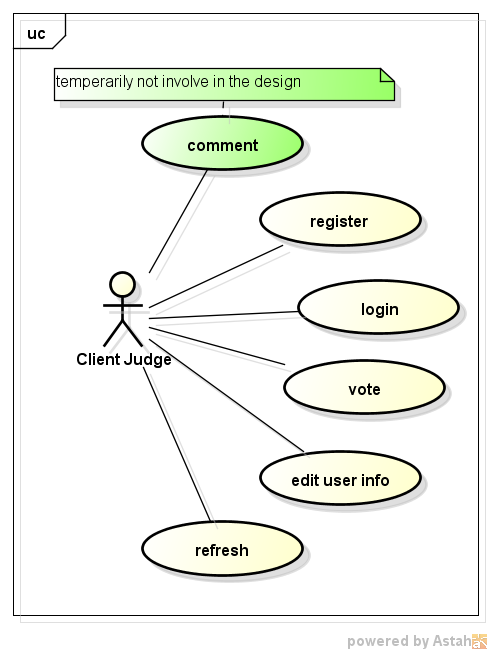 uc
temperarily not involve in the design
comment
register
login
Client Judge
vote
edit user info
refresh
powered by Astah